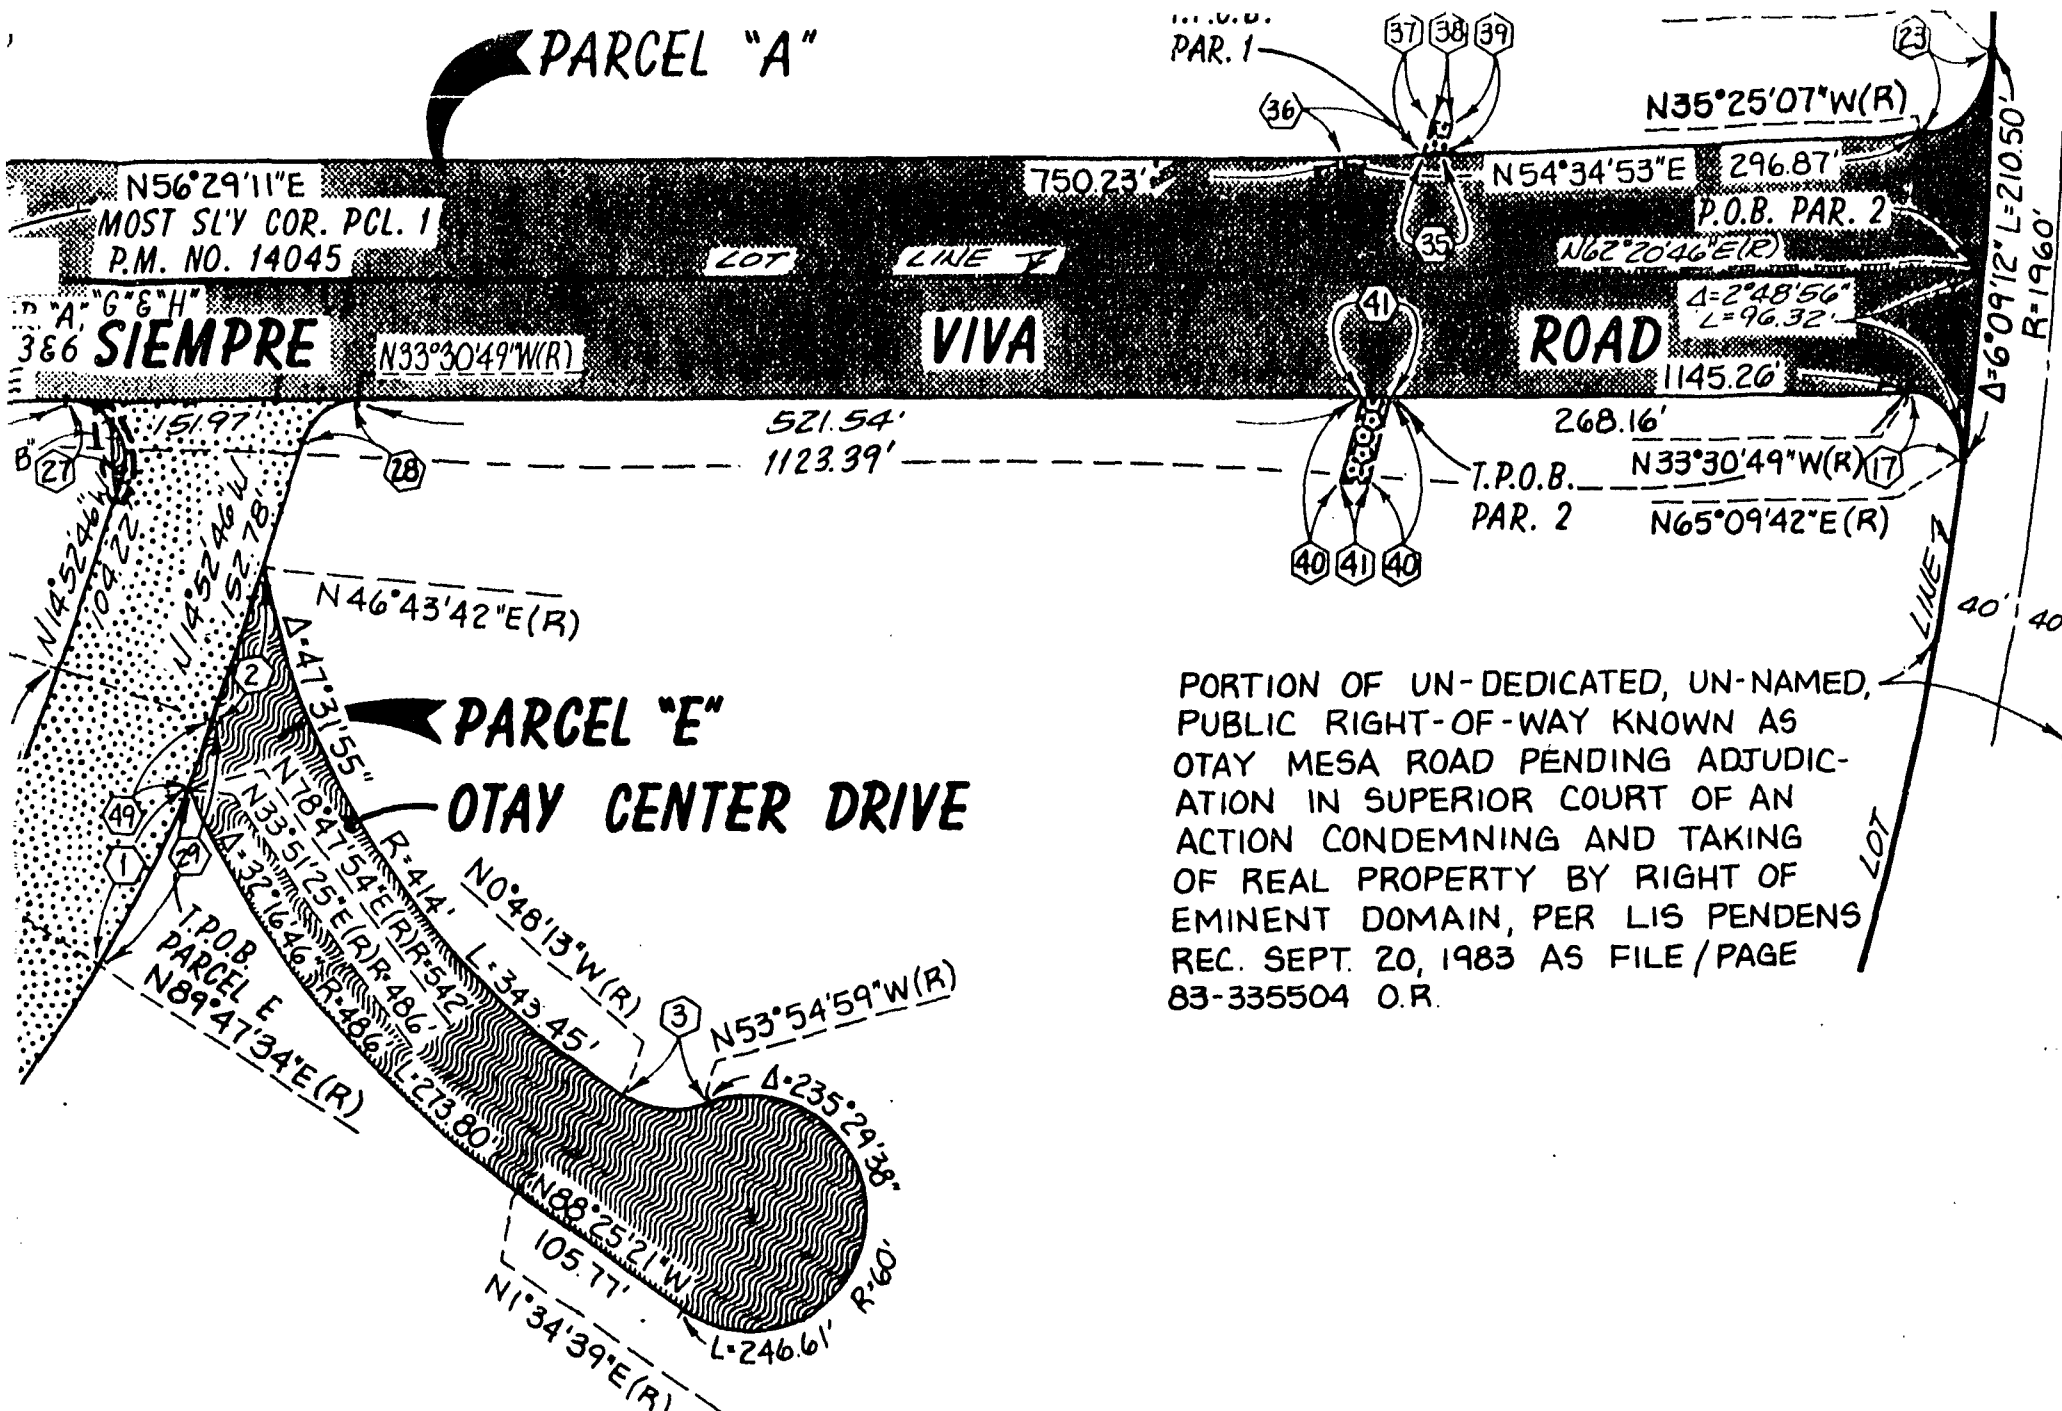 PARCEL "A"
PAR. 1
37 38 39
23
36
N35°25'07"W(R)
N56°29'11"E
750.23'
N54°34'53"E
296.87'
MOST SL'Y COR. PCL. 1
P.M. NO. 14045
P.O.B. PAR. 2
35
LOT LINE
N62°20'46"E(R)
Δ=6°09'12" L=210.50'
R=1960'
"A," "G" & "H"
3&6
41
Δ=2°48'56"
L=96.32'
SIEMPRE VIVA ROAD
N33°30'49"W(R)
1145.26'
151.97'
521.54'
268.16'
1123.39'
B"
27
28
T.P.O.B.
PAR. 2
N33°30'49"W(R)
17
N65°09'42"E(R)
40 41 40
N14°52'46"W
104.22'
N14°52'46"W
152.78'
N46°43'42"E(R)
LINE
40' 40
2
Δ=47°31'55"
PARCEL "E"
OTAY CENTER DRIVE
PORTION OF UN-DEDICATED, UN-NAMED,
PUBLIC RIGHT-OF-WAY KNOWN AS
OTAY MESA ROAD PENDING ADJUDIC-
ATION IN SUPERIOR COURT OF AN
ACTION CONDEMNING AND TAKING
OF REAL PROPERTY BY RIGHT OF
EMINENT DOMAIN, PER LIS PENDENS
REC. SEPT. 20, 1983 AS FILE/PAGE
83-335504 O.R.
LOT
49
1
29
N78°47'54"E(R)R=542'
N33°51'25"E(R)R=486'
R=414'
L=343.45'
Δ=32°16'46" R=486' L=273.80'
T.P.O.B.
PARCEL E
N89°47'34"E(R)
N0°48'13"W(R)
3
N53°54'59"W(R)
Δ=235°29'38"
R=60'
L=246.61'
N88°25'21"W
105.77'
N1°34'39"E(R)